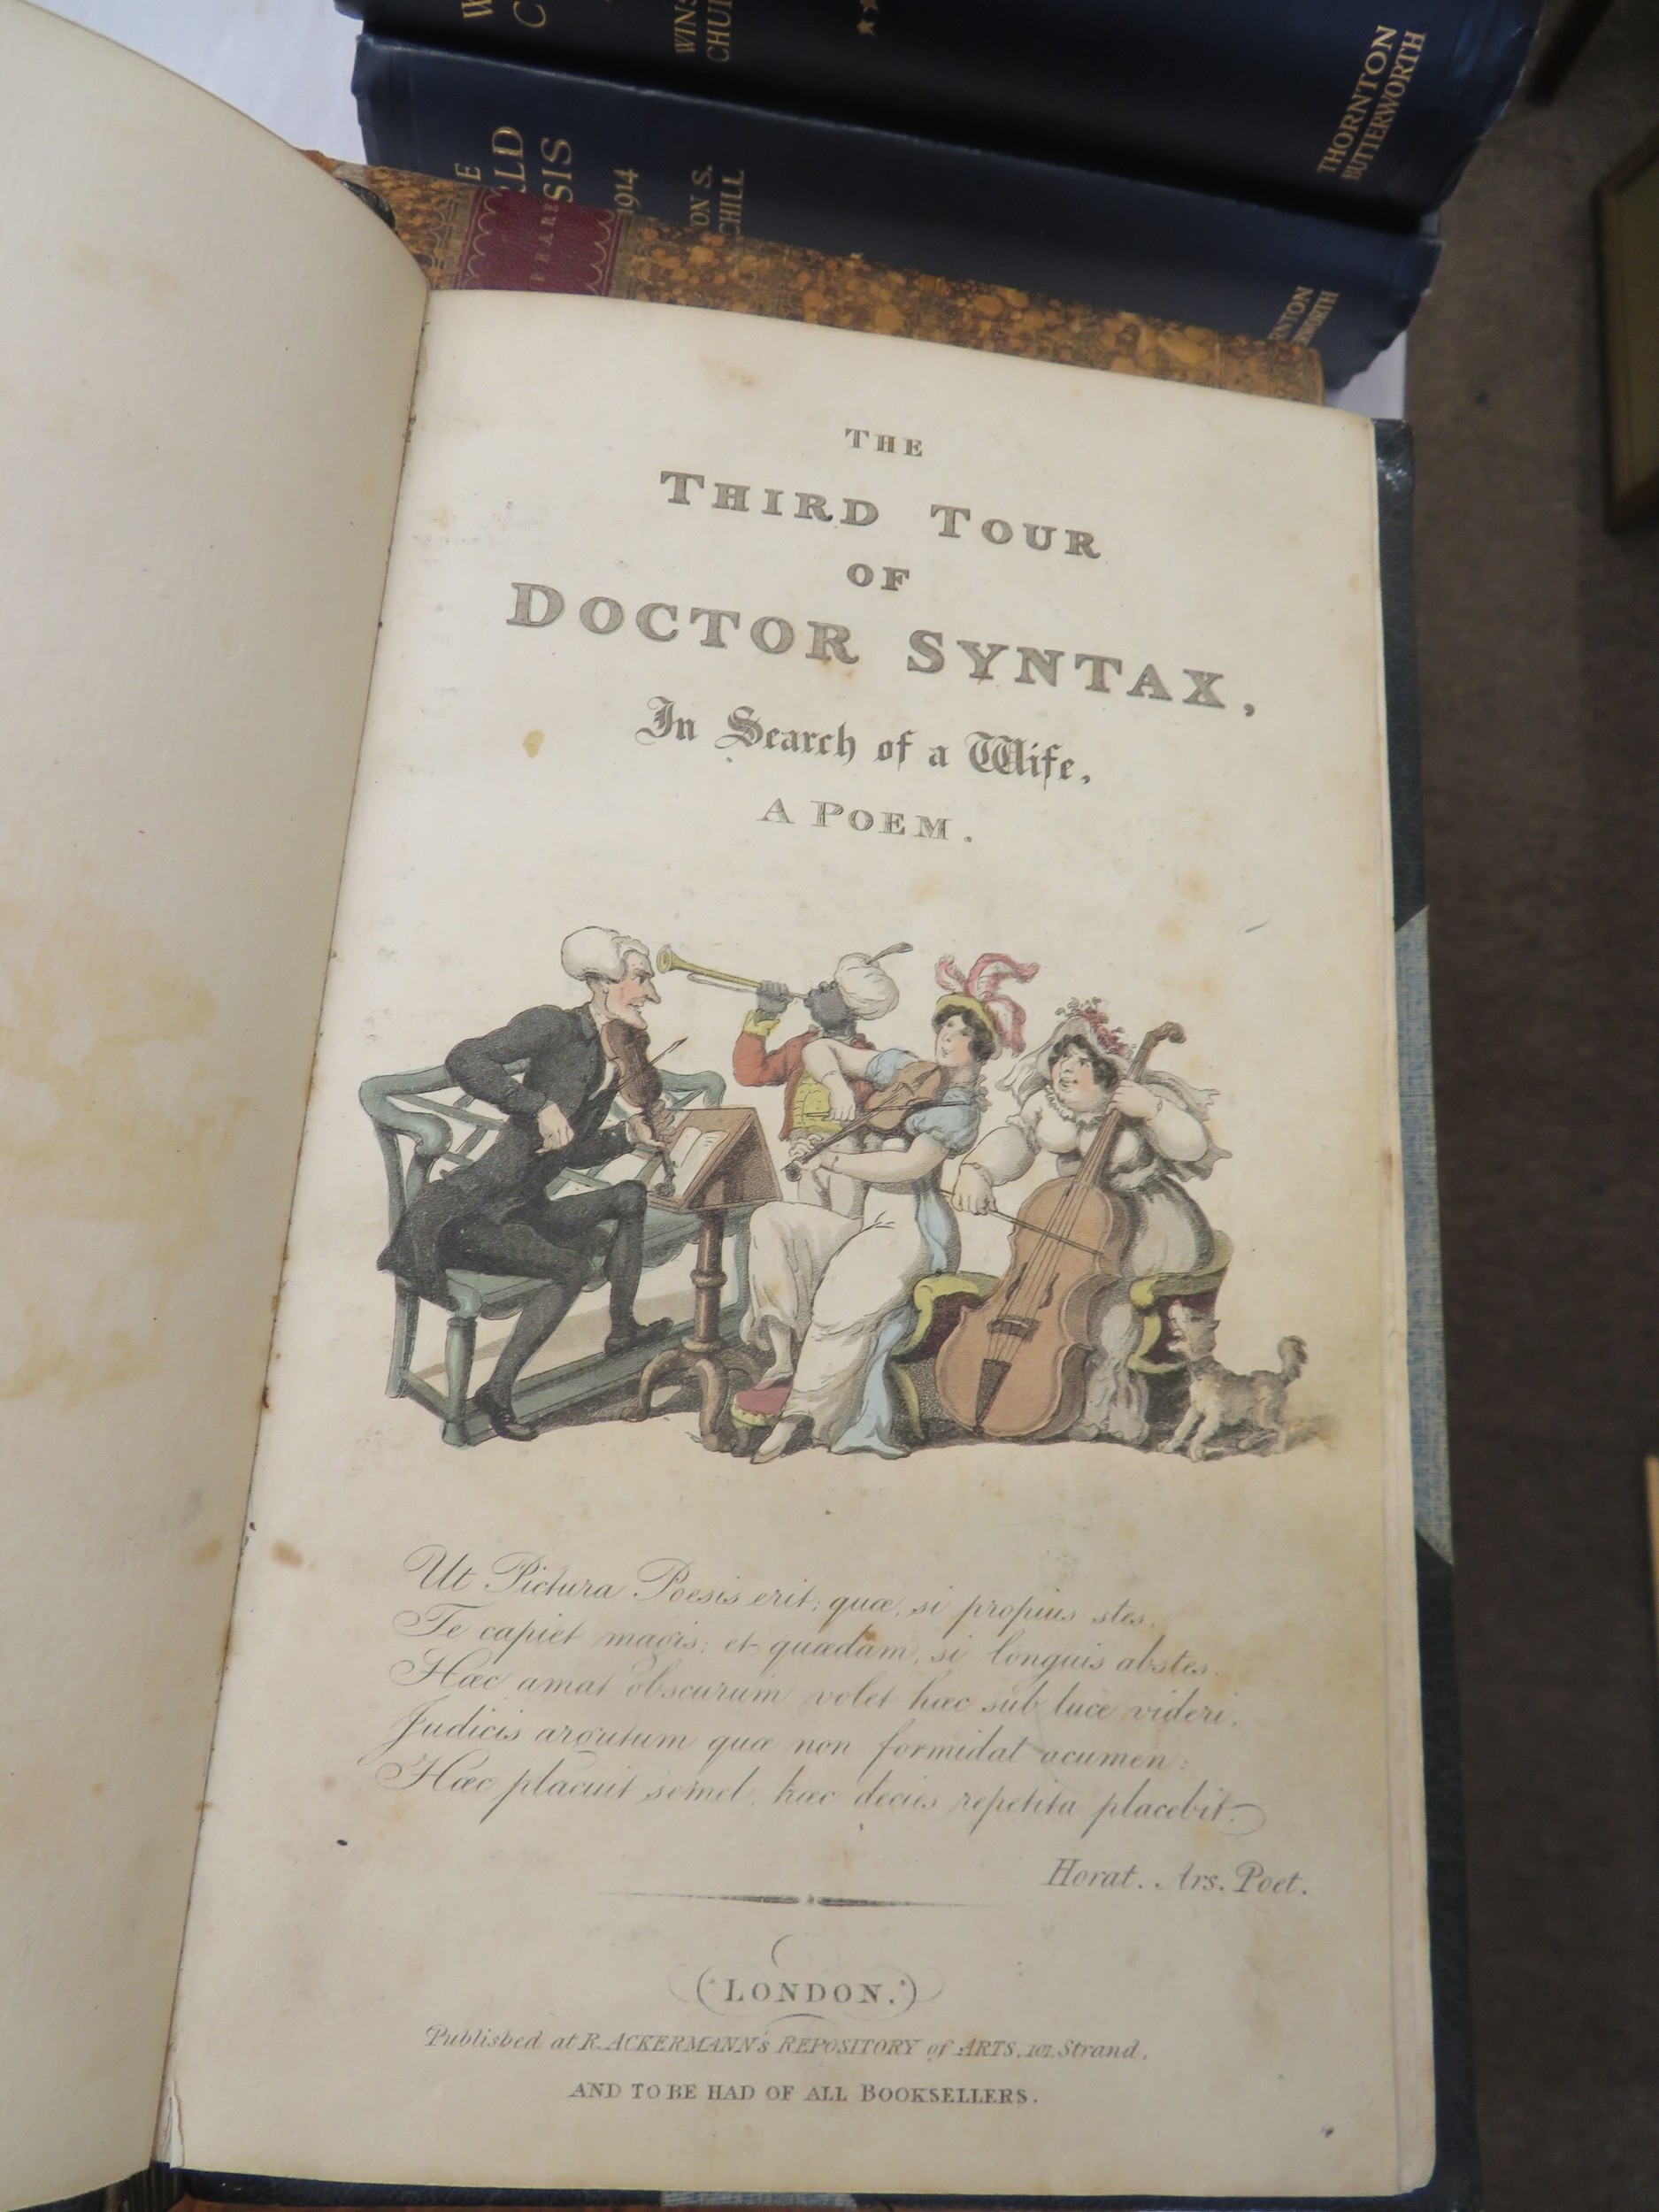 THORNTON
BUTTERWORTH
1914
THE
THIRD TOUR
OF
DOCTOR SYNTAX,
In Search of a Wife,
A POEM.
Ut Pictura Poesis erit; quæ, si propius stes,
Te capiet magis; et quædam, si longuis abstes.
Hæc amat obscurum volet hæc sub luce videri,
Judicis argutum quæ non formidat acumen:
Hæc placuit semel, hæc decies repetita placebit.
Horat. Ars. Poet.
LONDON.
Published at R. ACKERMANN's REPOSITORY of ARTS, 101, Strand.
AND TO BE HAD OF ALL BOOKSELLERS.